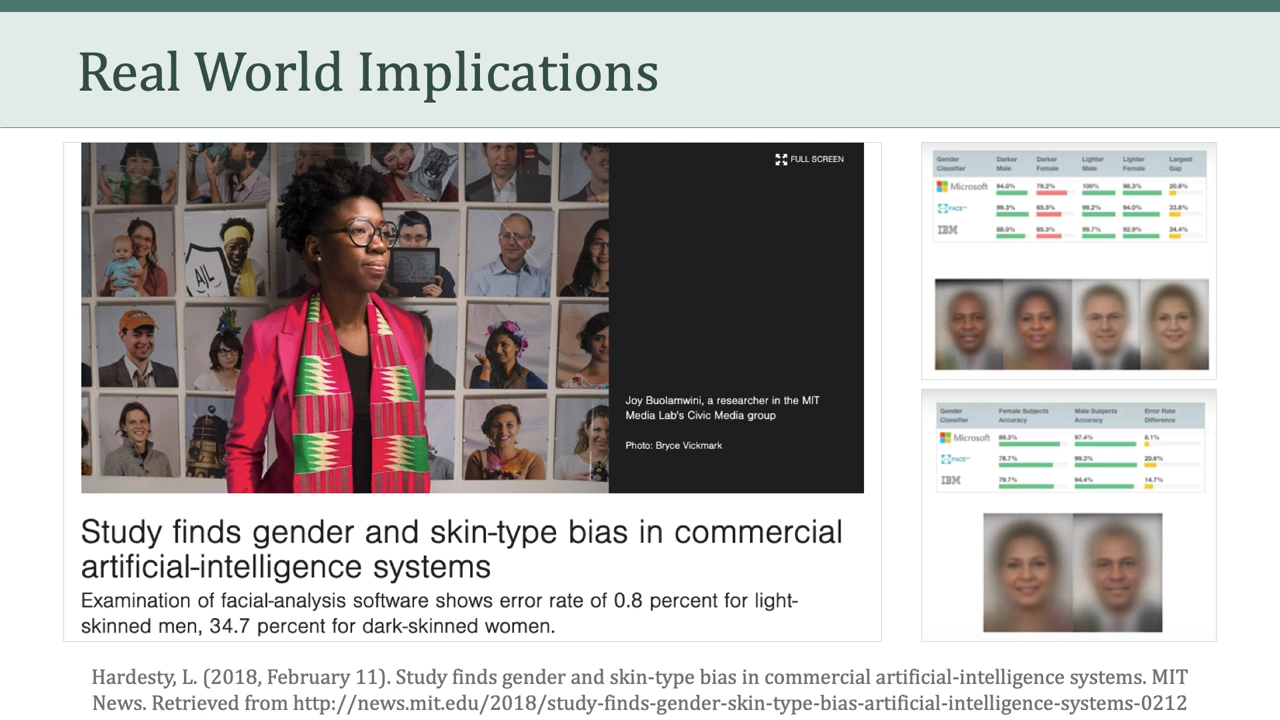 Real World Implications
AJL
FULL SCREEN
Joy Buolamwini, a researcher in the MIT
Media Lab's Civic Media group
Photo: Bryce Vickmark
Study finds gender and skin-type bias in commercial
artificial-intelligence systems
Examination of facial-analysis software shows error rate of 0.8 percent for light-
skinned men, 34.7 percent for dark-skinned women.
Gender Classifier Darker Male Darker Female Lighter Male Lighter Female Largest Gap
Microsoft 94.0% 79.2% 100% 98.3% 20.8%
FACE++ 99.3% 65.5% 99.2% 94.0% 33.8%
IBM 88.0% 65.3% 99.7% 92.9% 34.4%
Gender Classifier Female Subjects Accuracy Male Subjects Accuracy Error Rate Difference
Microsoft 89.3% 97.4% 8.1%
FACE++ 78.7% 99.3% 20.6%
IBM 79.7% 94.4% 14.7%
Hardesty, L. (2018, February 11). Study finds gender and skin-type bias in commercial artificial-intelligence systems. MIT
News. Retrieved from http://news.mit.edu/2018/study-finds-gender-skin-type-bias-artificial-intelligence-systems-0212